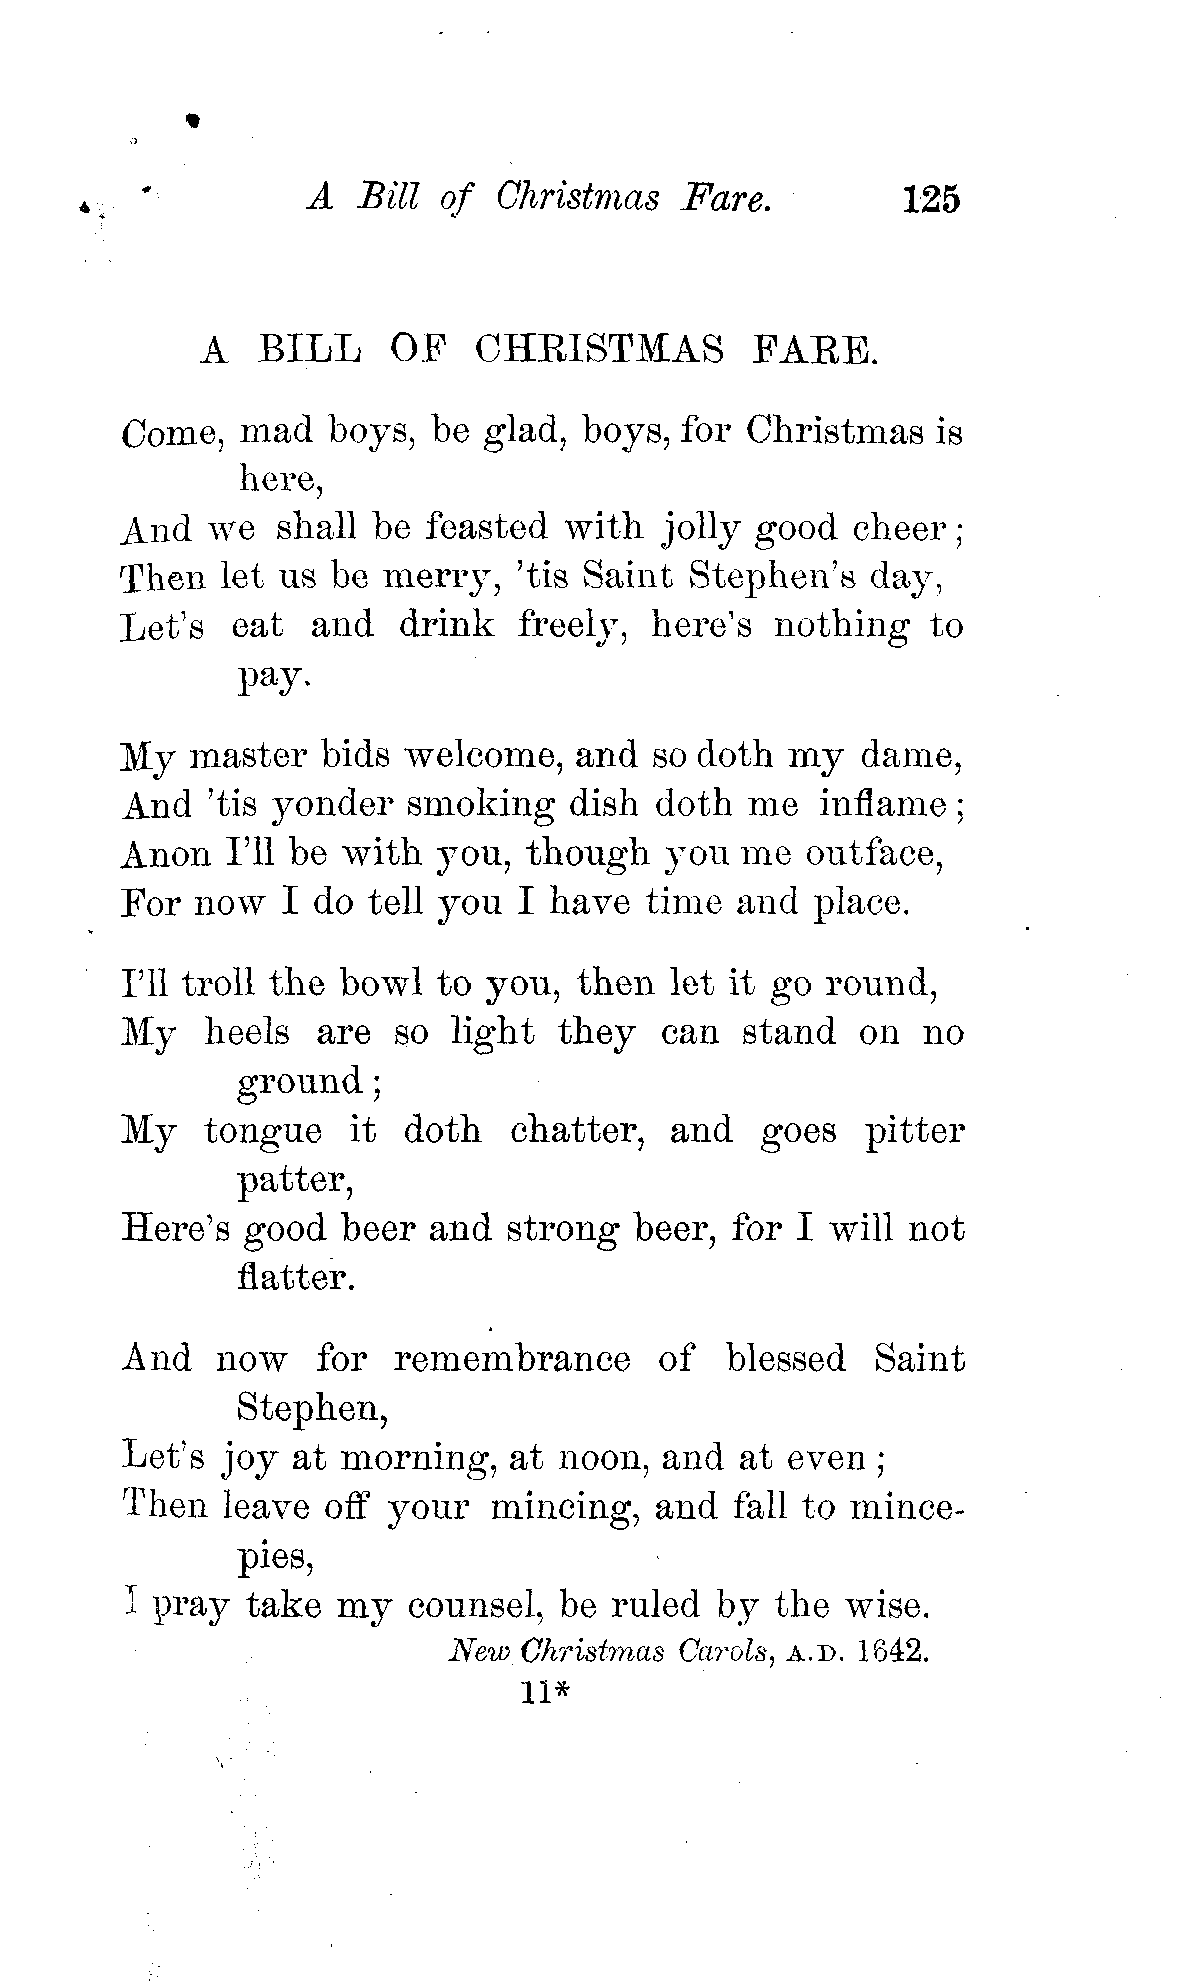 A Bill of Christmas Fare. 125
A BILL OF CHRISTMAS FARE.
Come, mad boys, be glad, boys, for Christmas is
here,
And we shall be feasted with jolly good cheer;
Then let us be merry, 'tis Saint Stephen's day,
Let's eat and drink freely, here's nothing to
pay.
My master bids welcome, and so doth my dame,
And 'tis yonder smoking dish doth me inflame;
Anon I'll be with you, though you me outface,
For now I do tell you I have time and place.
I'll troll the bowl to you, then let it go round,
My heels are so light they can stand on no
ground;
My tongue it doth chatter, and goes pitter
patter,
Here's good beer and strong beer, for I will not
flatter.
And now for remembrance of blessed Saint
Stephen,
Let's joy at morning, at noon, and at even;
Then leave off your mincing, and fall to mince-
pies,
I pray take my counsel, be ruled by the wise.
New Christmas Carols, A.D. 1642.
11*